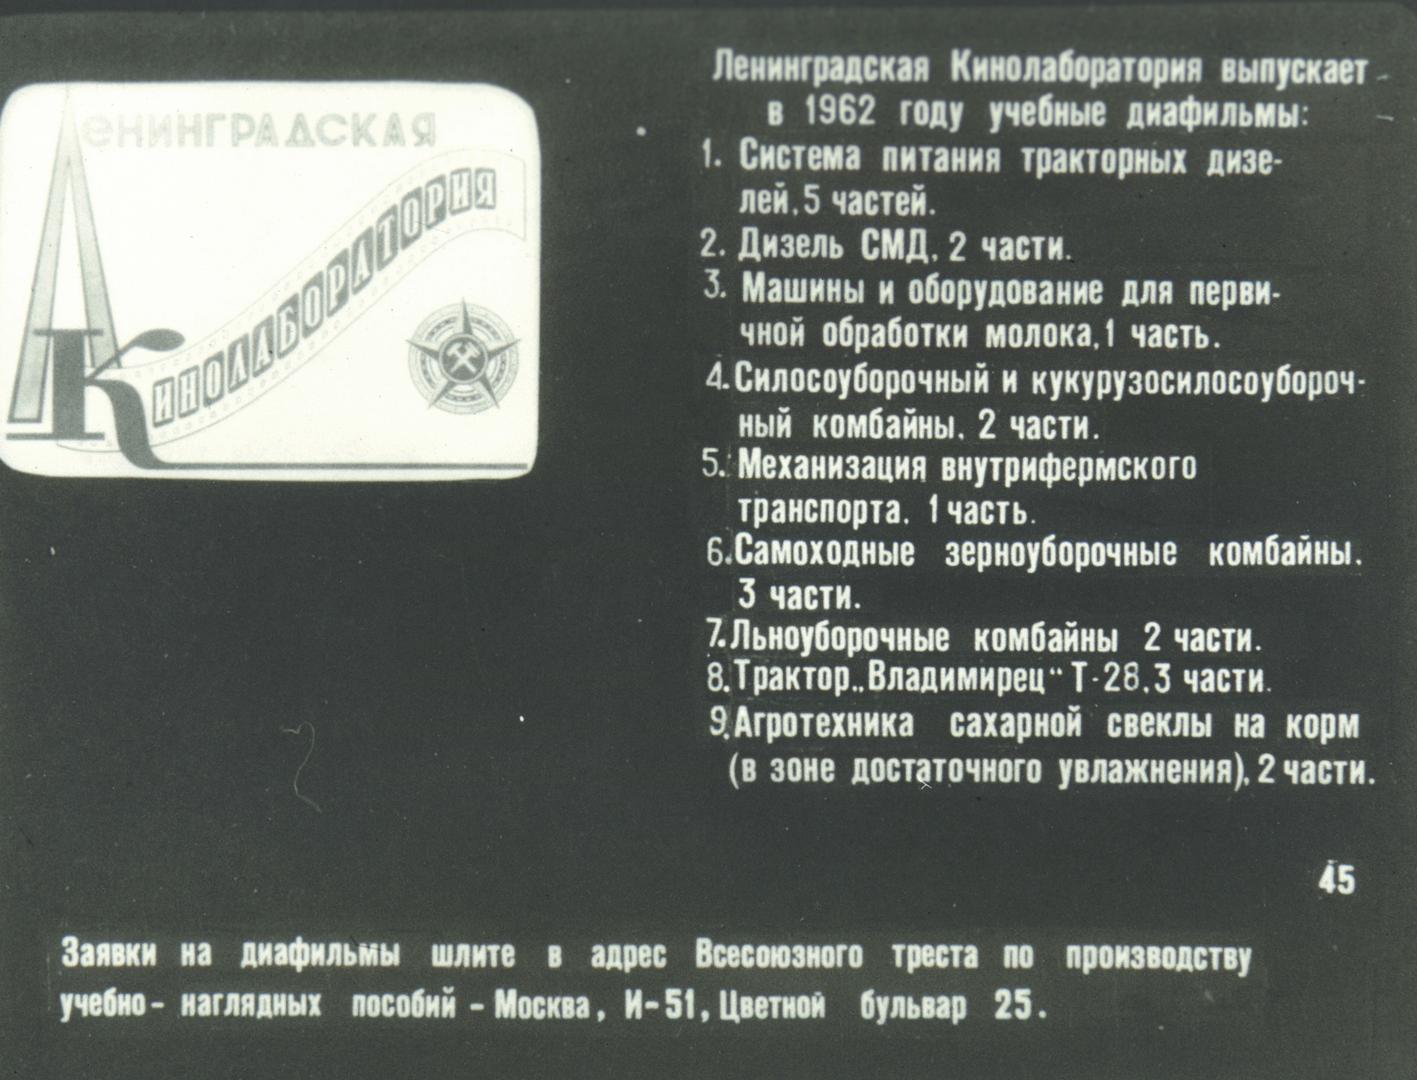 Ленинградская
Кинолаборатория
Ленинградская Кинолаборатория выпускает
в 1962 году учебные диафильмы:
1. Система питания тракторных дизе-
лей, 5 частей.
2. Дизель СМД, 2 части.
3. Машины и оборудование для перви-
чной обработки молока, 1 часть.
4. Силосоуборочный и кукурузосилосоубороч-
ный комбайны, 2 части.
5. Механизация внутрифермского
транспорта, 1 часть.
6. Самоходные зерноуборочные комбайны,
3 части.
7. Льноуборочные комбайны 2 части.
8. Трактор „Владимирец“ Т-28, 3 части.
9. Агротехника сахарной свеклы на корм
(в зоне достаточного увлажнения), 2 части.
45
Заявки на диафильмы шлите в адрес Всесоюзного треста по производству
учебно- наглядных пособий - Москва, И-51, Цветной бульвар 25.